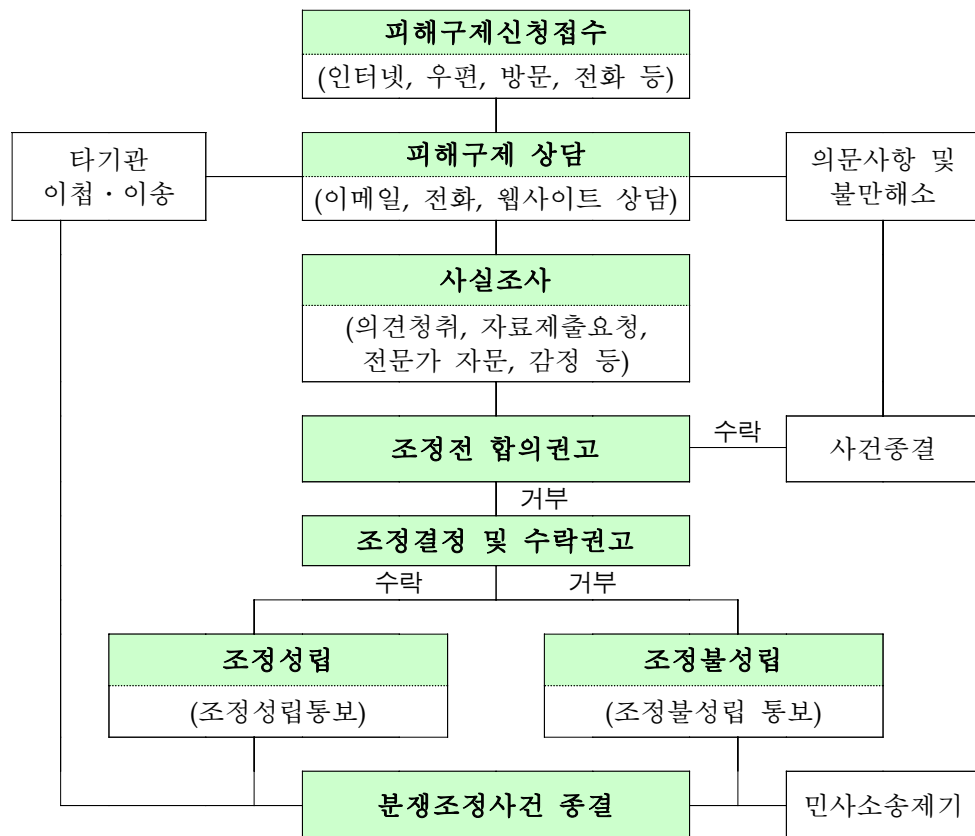 피해구제신청접수
(인터넷, 우편, 방문, 전화 등)
타기관
이첩·이송
피해구제 상담
(이메일, 전화, 웹사이트 상담)
의문사항 및
불만해소
사실조사
(의견청취, 자료제출요청,
전문가 자문, 감정 등)
조정전 합의권고
수락
사건종결
거부
조정결정 및 수락권고
수락
거부
조정성립
(조정성립통보)
조정불성립
(조정불성립 통보)
분쟁조정사건 종결
민사소송제기